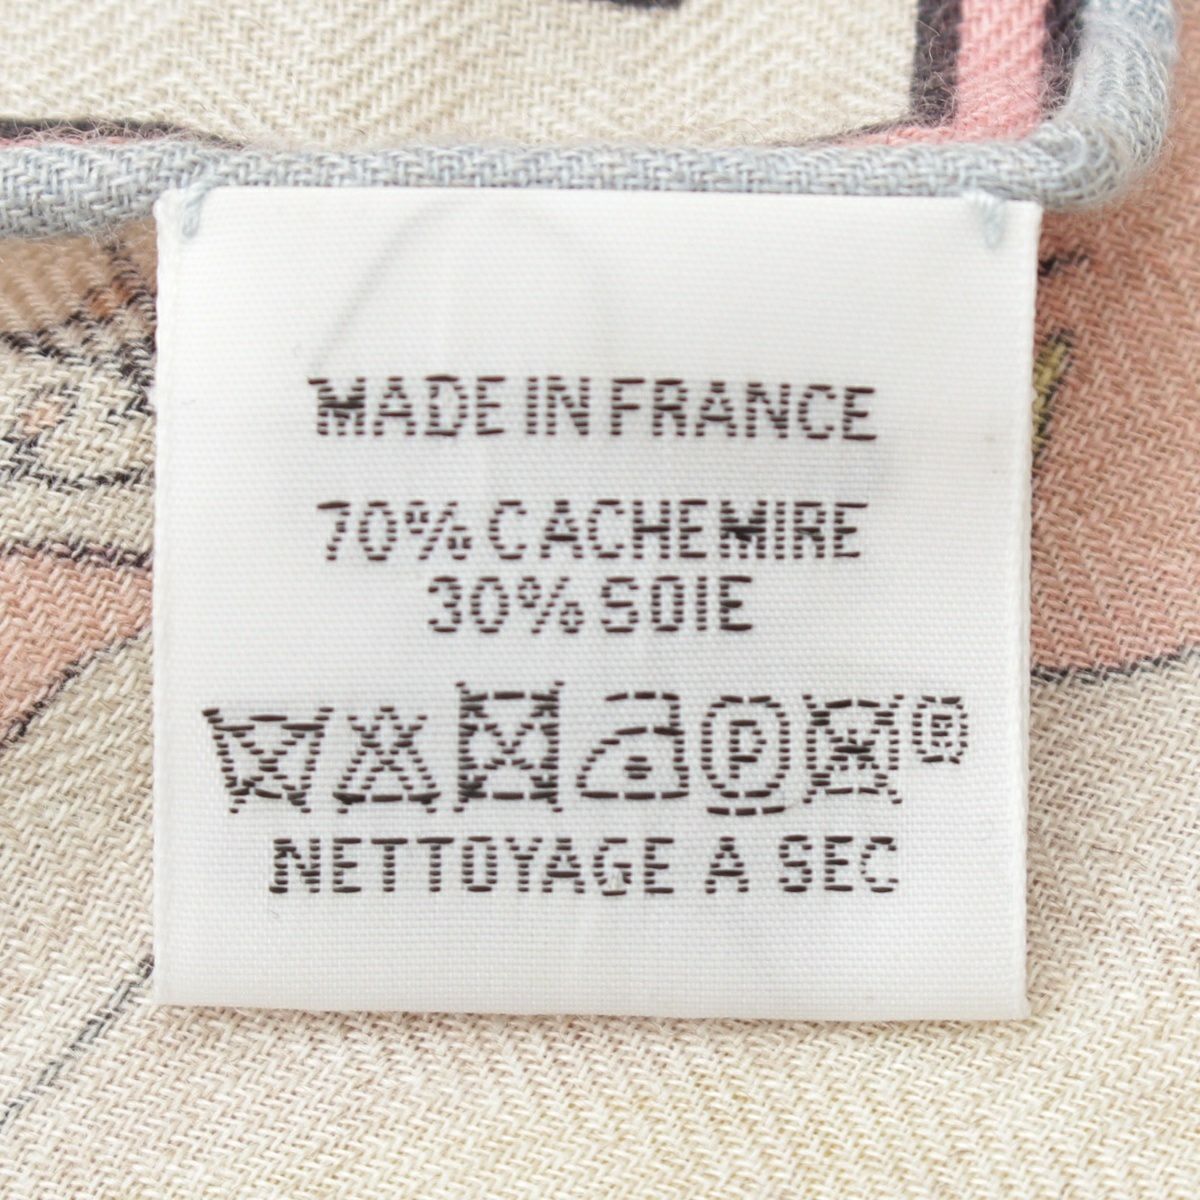 MADE IN FRANCE
70% CACHEMIRE
30% SOIE
P ®
NETTOYAGE A SEC